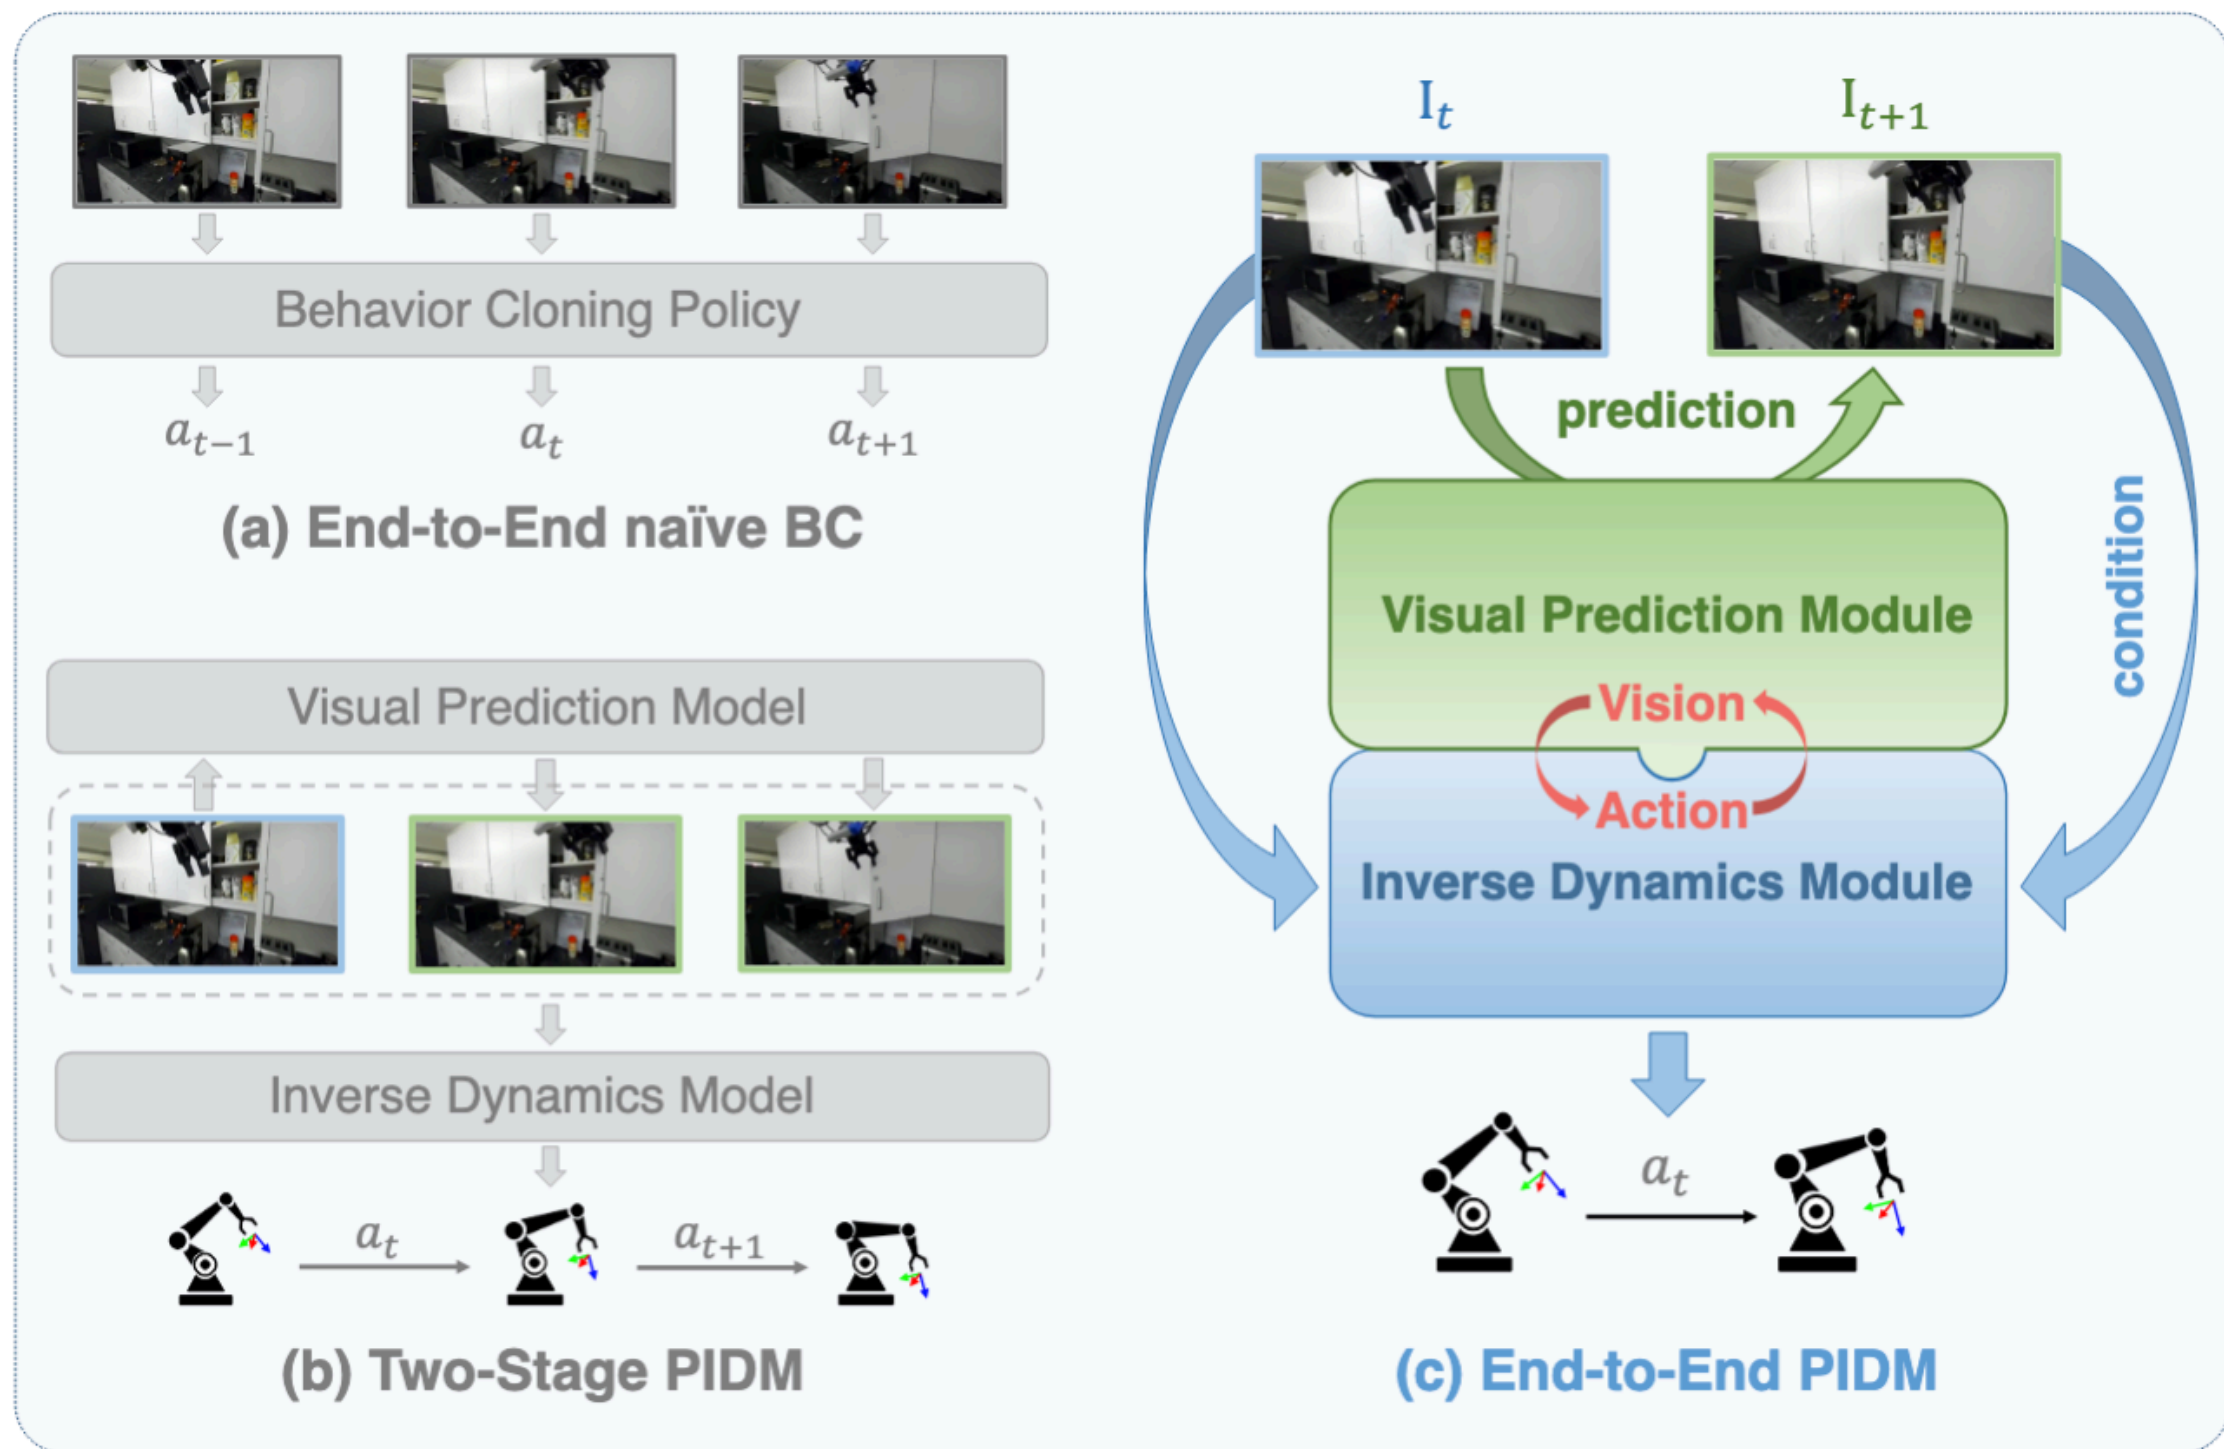 Behavior Cloning Policy
a_{t-1}
a_t
a_{t+1}
(a) End-to-End naïve BC
Visual Prediction Model
Inverse Dynamics Model
a_t
a_{t+1}
(b) Two-Stage PIDM
I_t
I_{t+1}
prediction
condition
Visual Prediction Module
Vision
Action
Inverse Dynamics Module
a_t
(c) End-to-End PIDM